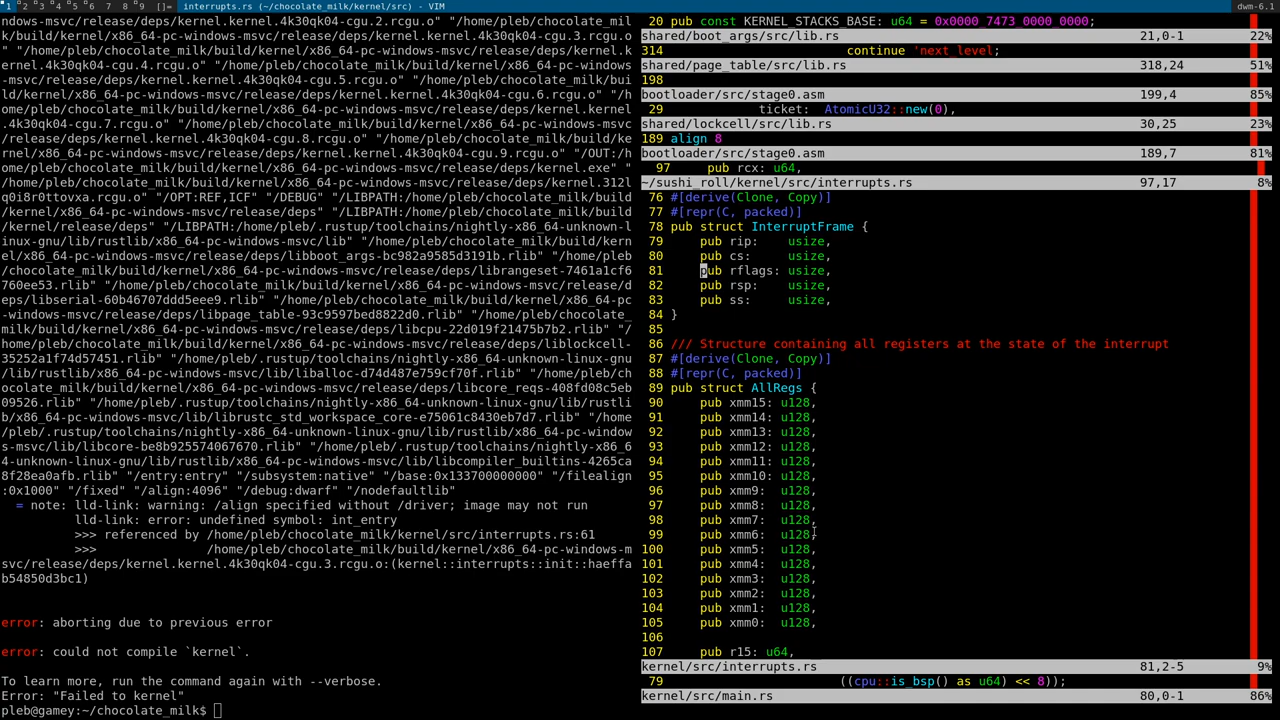 1 2 3 4 5 6 7 8 9 []= interrupts.rs (~/chocolate_milk/kernel/src) - VIM dwm-6.1
ndows-msvc/release/deps/kernel.kernel.4k30qk04-cgu.2.rcgu.o" "/home/pleb/chocolate_mil
k/build/kernel/x86_64-pc-windows-msvc/release/deps/kernel.kernel.4k30qk04-cgu.3.rcgu.o
" "/home/pleb/chocolate_milk/build/kernel/x86_64-pc-windows-msvc/release/deps/kernel.k
ernel.4k30qk04-cgu.4.rcgu.o" "/home/pleb/chocolate_milk/build/kernel/x86_64-pc-windows
-msvc/release/deps/kernel.kernel.4k30qk04-cgu.5.rcgu.o" "/home/pleb/chocolate_milk/bui
ld/kernel/x86_64-pc-windows-msvc/release/deps/kernel.kernel.4k30qk04-cgu.6.rcgu.o" "/h
ome/pleb/chocolate_milk/build/kernel/x86_64-pc-windows-msvc/release/deps/kernel.kernel
.4k30qk04-cgu.7.rcgu.o" "/home/pleb/chocolate_milk/build/kernel/x86_64-pc-windows-msvc
/release/deps/kernel.kernel.4k30qk04-cgu.8.rcgu.o" "/home/pleb/chocolate_milk/build/ke
rnel/x86_64-pc-windows-msvc/release/deps/kernel.kernel.4k30qk04-cgu.9.rcgu.o" "/OUT:/h
ome/pleb/chocolate_milk/build/kernel/x86_64-pc-windows-msvc/release/deps/kernel.exe" "
/home/pleb/chocolate_milk/build/kernel/x86_64-pc-windows-msvc/release/deps/kernel.312l
q0i8r0ttovxa.rcgu.o" "/OPT:REF,ICF" "/DEBUG" "/LIBPATH:/home/pleb/chocolate_milk/build
/kernel/x86_64-pc-windows-msvc/release/deps" "/LIBPATH:/home/pleb/chocolate_milk/build
/release/deps" "/LIBPATH:/home/pleb/.rustup/toolchains/nightly-x86_64-unknown-l
inux-gnu/lib/rustlib/x86_64-pc-windows-msvc/lib" "/home/pleb/chocolate_milk/build/kern
el/x86_64-pc-windows-msvc/release/deps/libboot_args-bc982a9585d3191b.rlib" "/home/pleb
/chocolate_milk/build/kernel/x86_64-pc-windows-msvc/release/deps/librangeset-7461a1cf6
760ee53.rlib" "/home/pleb/chocolate_milk/build/kernel/x86_64-pc-windows-msvc/release/d
eps/libserial-60b46707ddd5eee9.rlib" "/home/pleb/chocolate_milk/build/kernel/x86_64-pc
-windows-msvc/release/deps/libpage_table-93c9597bed8822d0.rlib" "/home/pleb/chocolate_
milk/build/kernel/x86_64-pc-windows-msvc/release/deps/libcpu-22d019f21475b7b2.rlib" "/
home/pleb/chocolate_milk/build/kernel/x86_64-pc-windows-msvc/release/deps/liblockcell-
35252a1f74d57451.rlib" "/home/pleb/.rustup/toolchains/nightly-x86_64-unknown-linux-gnu
/lib/rustlib/x86_64-pc-windows-msvc/lib/liballoc-d74d487e759cf70f.rlib" "/home/pleb/ch
ocolate_milk/build/kernel/x86_64-pc-windows-msvc/release/deps/libcore_reqs-408fd08c5eb
09526.rlib" "/home/pleb/.rustup/toolchains/nightly-x86_64-unknown-linux-gnu/lib/rustli
b/x86_64-pc-windows-msvc/lib/librustc_std_workspace_core-e75061c8430eb7d7.rlib" "/home
/pleb/.rustup/toolchains/nightly-x86_64-unknown-linux-gnu/lib/rustlib/x86_64-pc-window
s-msvc/lib/libcore-be8b925574067670.rlib" "/home/pleb/.rustup/toolchains/nightly-x86_6
4-unknown-linux-gnu/lib/rustlib/x86_64-pc-windows-msvc/lib/libcompiler_builtins-4265ca
8f28ea0afb.rlib" "/entry:entry" "/subsystem:native" "/base:0x133700000000" "/filealign
:0x1000" "/fixed" "/align:4096" "/debug:dwarf" "/nodefaultlib"
= note: lld-link: warning: /align specified without /driver; image may not run
lld-link: error: undefined symbol: int_entry
>>> referenced by /home/pleb/chocolate_milk/kernel/src/interrupts.rs:61
>>> /home/pleb/chocolate_milk/build/kernel/x86_64-pc-windows-m
svc/release/deps/kernel.kernel.4k30qk04-cgu.3.rcgu.o:(kernel::interrupts::init::haeffa
b54850d3bc1)
error: aborting due to previous error
error: could not compile `kernel`.
To learn more, run the command again with --verbose.
Error: "Failed to kernel"
pleb@gamey:~/chocolate_milk$
20 pub const KERNEL_STACKS_BASE: u64 = 0x0000_7473_0000_0000;
shared/boot_args/src/lib.rs 21,0-1 22%
314 continue 'next_level;
shared/page_table/src/lib.rs 318,24 51%
198
bootloader/src/stage0.asm 199,4 85%
29 ticket: AtomicU32::new(0),
shared/lockcell/src/lib.rs 30,25 23%
189 align 8
bootloader/src/stage0.asm 189,7 81%
97 pub rcx: u64,
~/sushi_roll/kernel/src/interrupts.rs 97,17 8%
76 #[derive(Clone, Copy)]
77 #[repr(C, packed)]
78 pub struct InterruptFrame {
79 pub rip: usize,
80 pub cs: usize,
81 pub rflags: usize,
82 pub rsp: usize,
83 pub ss: usize,
84 }
85
86 /// Structure containing all registers at the state of the interrupt
87 #[derive(Clone, Copy)]
88 #[repr(C, packed)]
89 pub struct AllRegs {
90 pub xmm15: u128,
91 pub xmm14: u128,
92 pub xmm13: u128,
93 pub xmm12: u128,
94 pub xmm11: u128,
95 pub xmm10: u128,
96 pub xmm9: u128,
97 pub xmm8: u128,
98 pub xmm7: u128,
99 pub xmm6: u128,
100 pub xmm5: u128,
101 pub xmm4: u128,
102 pub xmm3: u128,
103 pub xmm2: u128,
104 pub xmm1: u128,
105 pub xmm0: u128,
106
107 pub r15: u64,
kernel/src/interrupts.rs 81,2-5 9%
79 ((cpu::is_bsp() as u64) << 8));
kernel/src/main.rs 80,0-1 86%